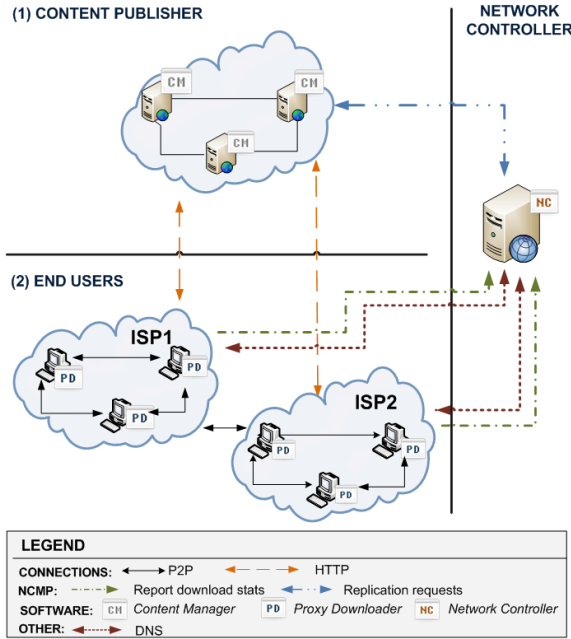 (1) CONTENT PUBLISHER
NETWORK
CONTROLLER
CM
CM
CM
NC
(2) END USERS
ISP1
PD
PD
PD
ISP2
PD
PD
PD
LEGEND
CONNECTIONS: P2P HTTP
NCMP: Report download stats Replication requests
SOFTWARE: CM Content Manager PD Proxy Downloader NC Network Controller
OTHER: DNS